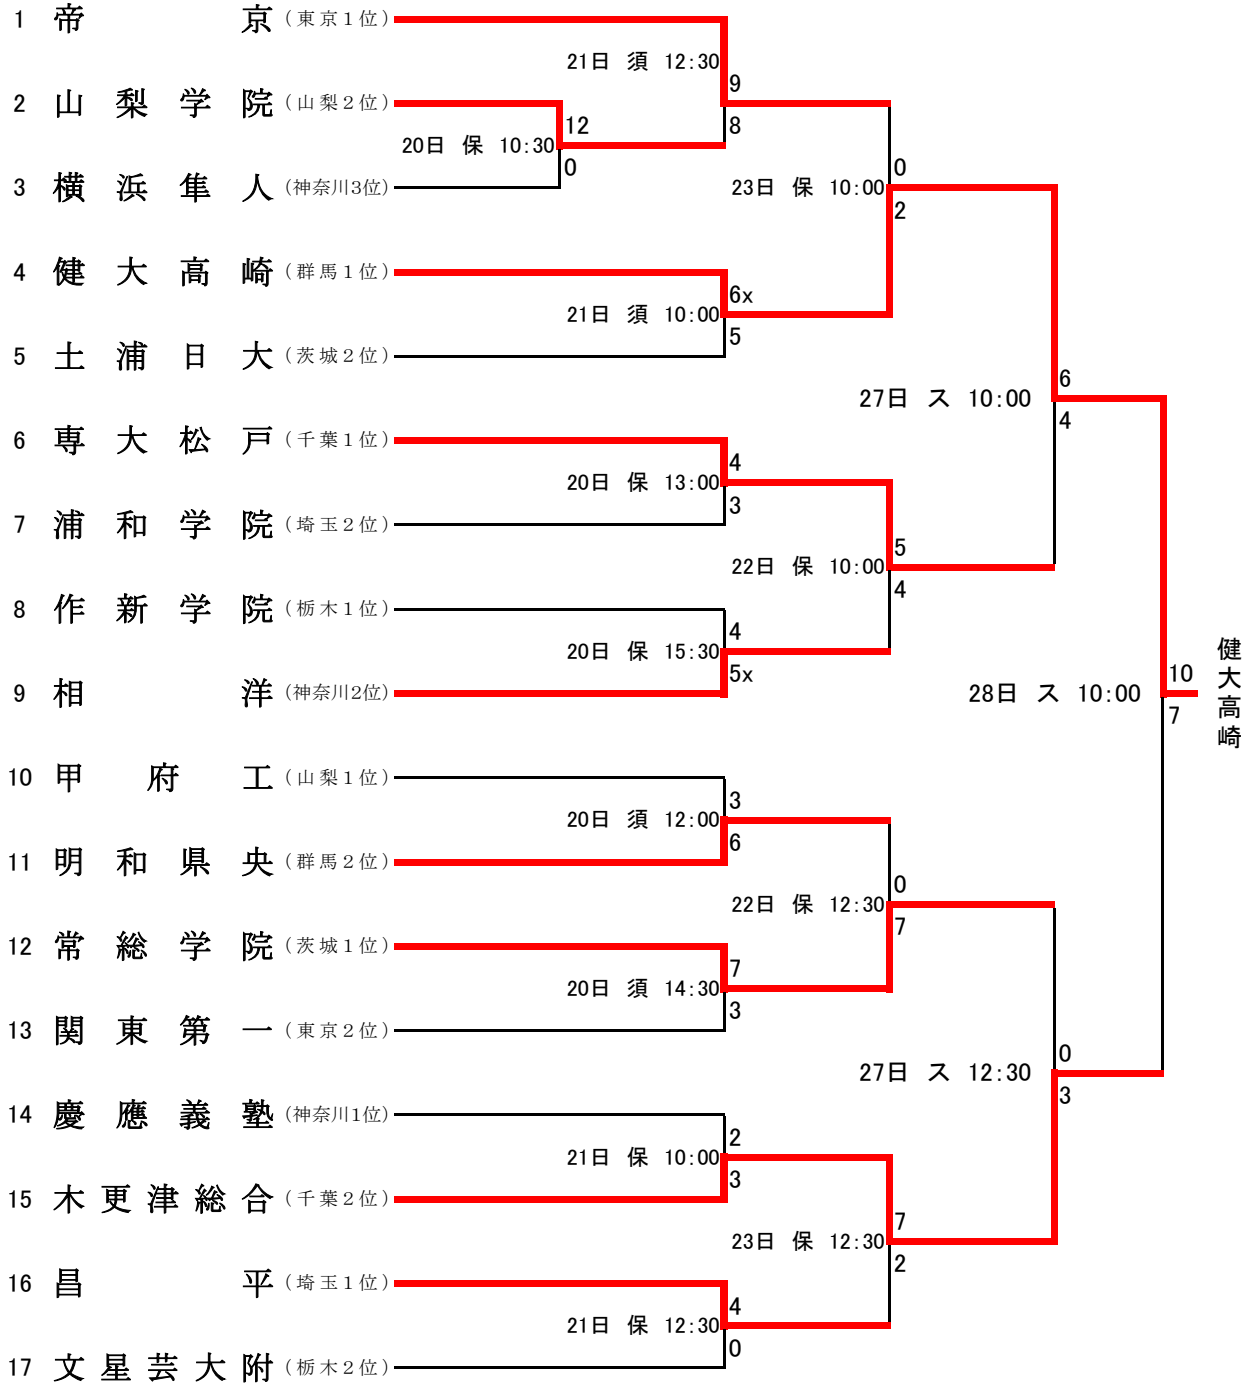 1 帝京 (東京1位)
21日 須 12:30
9
8
2 山梨学院 (山梨2位)
12
20日 保 10:30
0
3 横浜隼人 (神奈川3位)
0
23日 保 10:00
2
4 健大高崎 (群馬1位)
6x
21日 須 10:00
5
5 土浦日大 (茨城2位)
6
27日 ス 10:00
4
6 専大松戸 (千葉1位)
4
20日 保 13:00
3
7 浦和学院 (埼玉2位)
5
22日 保 10:00
4
8 作新学院 (栃木1位)
4
20日 保 15:30
5x
9 相洋 (神奈川2位)
10
28日 ス 10:00
7
健大高崎
10 甲府工 (山梨1位)
3
20日 須 12:00
6
11 明和県央 (群馬2位)
0
22日 保 12:30
7
12 常総学院 (茨城1位)
7
20日 須 14:30
3
13 関東第一 (東京2位)
0
27日 ス 12:30
3
14 慶應義塾 (神奈川1位)
2
21日 保 10:00
3
15 木更津総合 (千葉2位)
7
23日 保 12:30
2
16 昌平 (埼玉1位)
4
21日 保 12:30
0
17 文星芸大附 (栃木2位)